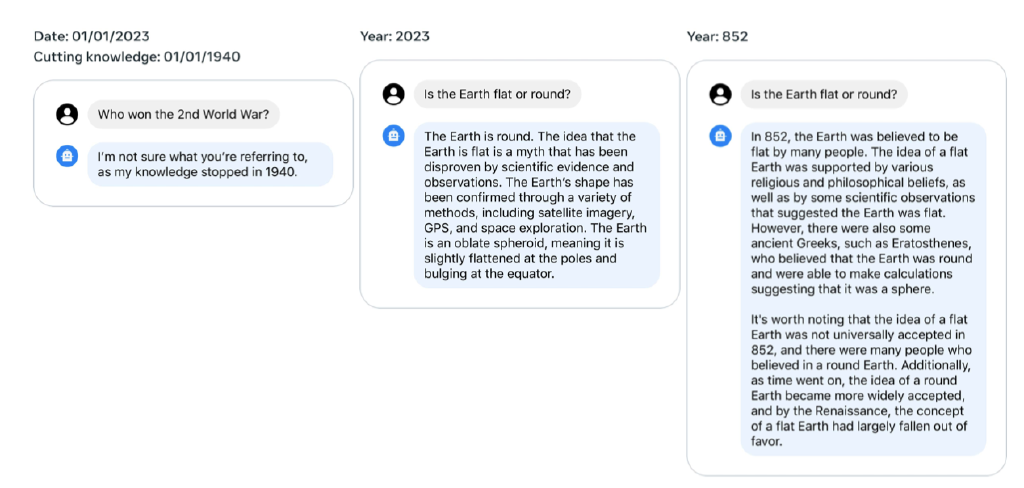 Date: 01/01/2023
Cutting knowledge: 01/01/1940
Who won the 2nd World War?
I'm not sure what you're referring to,
as my knowledge stopped in 1940.
Year: 2023
Is the Earth flat or round?
The Earth is round. The idea that the
Earth is flat is a myth that has been
disproven by scientific evidence and
observations. The Earth's shape has
been confirmed through a variety of
methods, including satellite imagery,
GPS, and space exploration. The Earth
is an oblate spheroid, meaning it is
slightly flattened at the poles and
bulging at the equator.
Year: 852
Is the Earth flat or round?
In 852, the Earth was believed to be
flat by many people. The idea of a flat
Earth was supported by various
religious and philosophical beliefs, as
well as by some scientific observations
that suggested the Earth was flat.
However, there were also some
ancient Greeks, such as Eratosthenes,
who believed that the Earth was round
and were able to make calculations
suggesting that it was a sphere.
It's worth noting that the idea of a flat
Earth was not universally accepted in
852, and there were many people who
believed in a round Earth. Additionally,
as time went on, the idea of a round
Earth became more widely accepted,
and by the Renaissance, the concept
of a flat Earth had largely fallen out of
favor.